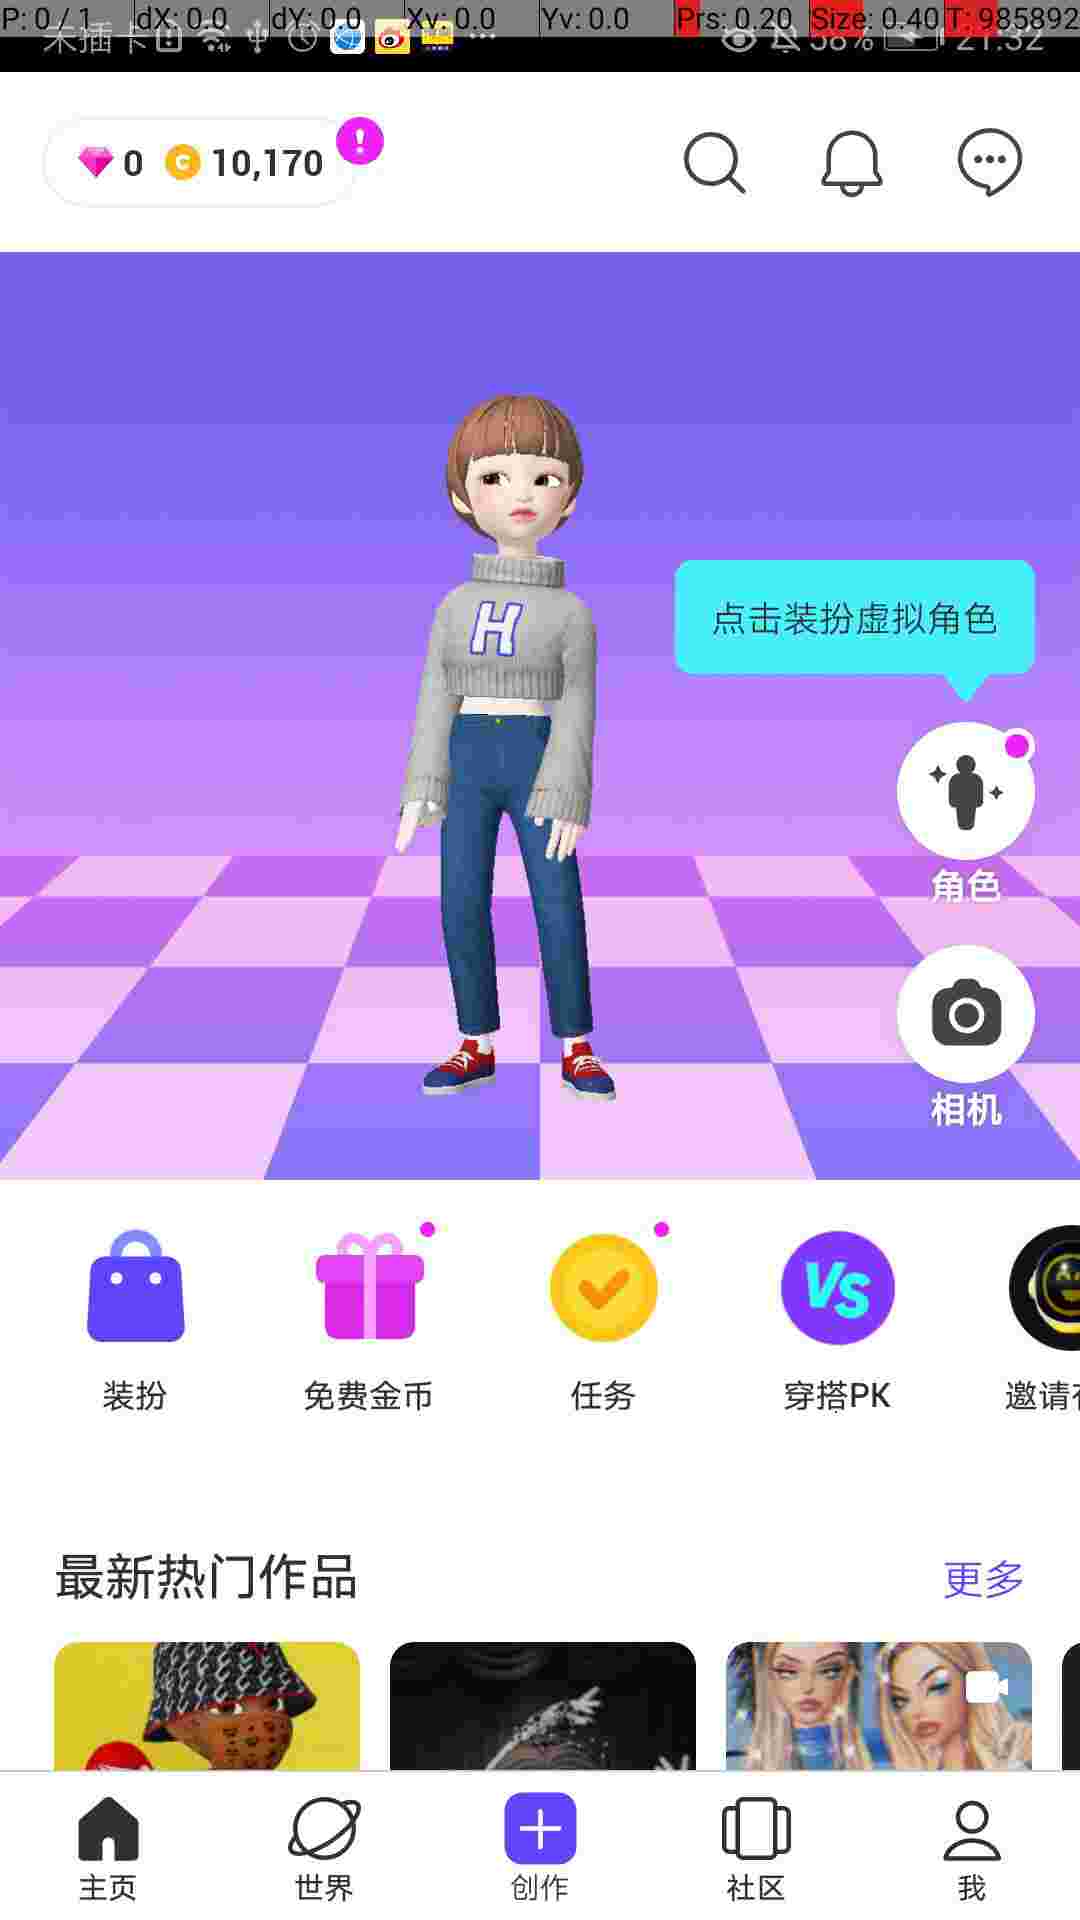 P: 0 / 1 dX: 0.0 dY: 0.0 Xv: 0.0 Yv: 0.0 Prs: 0.20 Size: 0.40 T: 985892
未插卡 58% 21:32
0 C 10,170 !
H
点击装扮虚拟角色
角色
相机
VS
装扮 免费金币 任务 穿搭PK 邀请
最新热门作品 更多
主页 世界 创作 社区 我